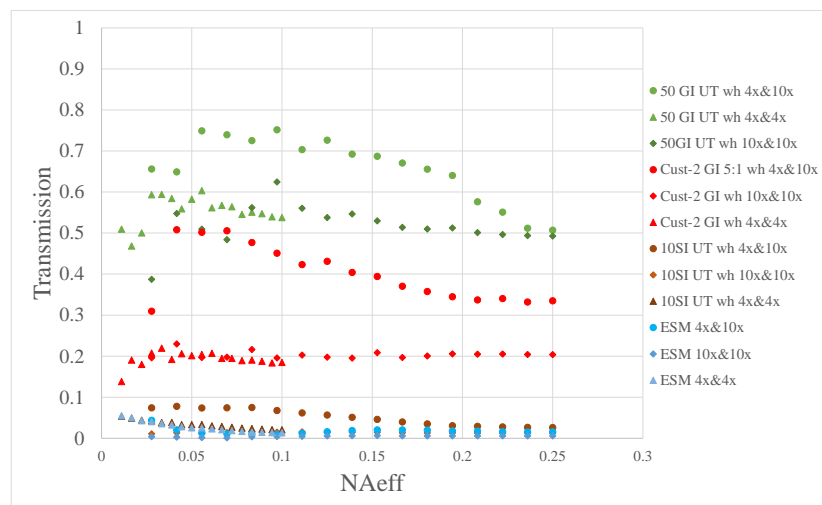 1
0.9
0.8
0.7
0.6
0.5
0.4
0.3
0.2
0.1
0
Transmission
0
0.05
0.1
0.15
0.2
0.25
0.3
NAeff
50 GI UT wh 4x&10x
50 GI UT wh 4x&4x
50GI UT wh 10x&10x
Cust-2 GI 5:1 wh 4x&10x
Cust-2 GI wh 10x&10x
Cust-2 GI wh 4x&4x
10SI UT wh 4x&10x
10SI UT wh 10x&10x
10SI UT wh 4x&4x
ESM 4x&10x
ESM 10x&10x
ESM 4x&4x